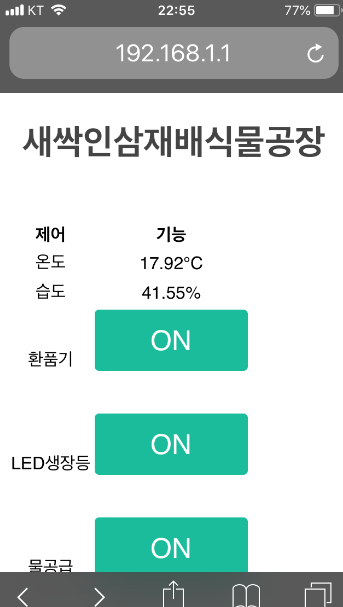 KT 22:55 77%
192.168.1.1
새싹인삼재배식물공장
제어 기능
온도 17.92°C
습도 41.55%
환품기 ON
LED생장등 ON
물공급 ON